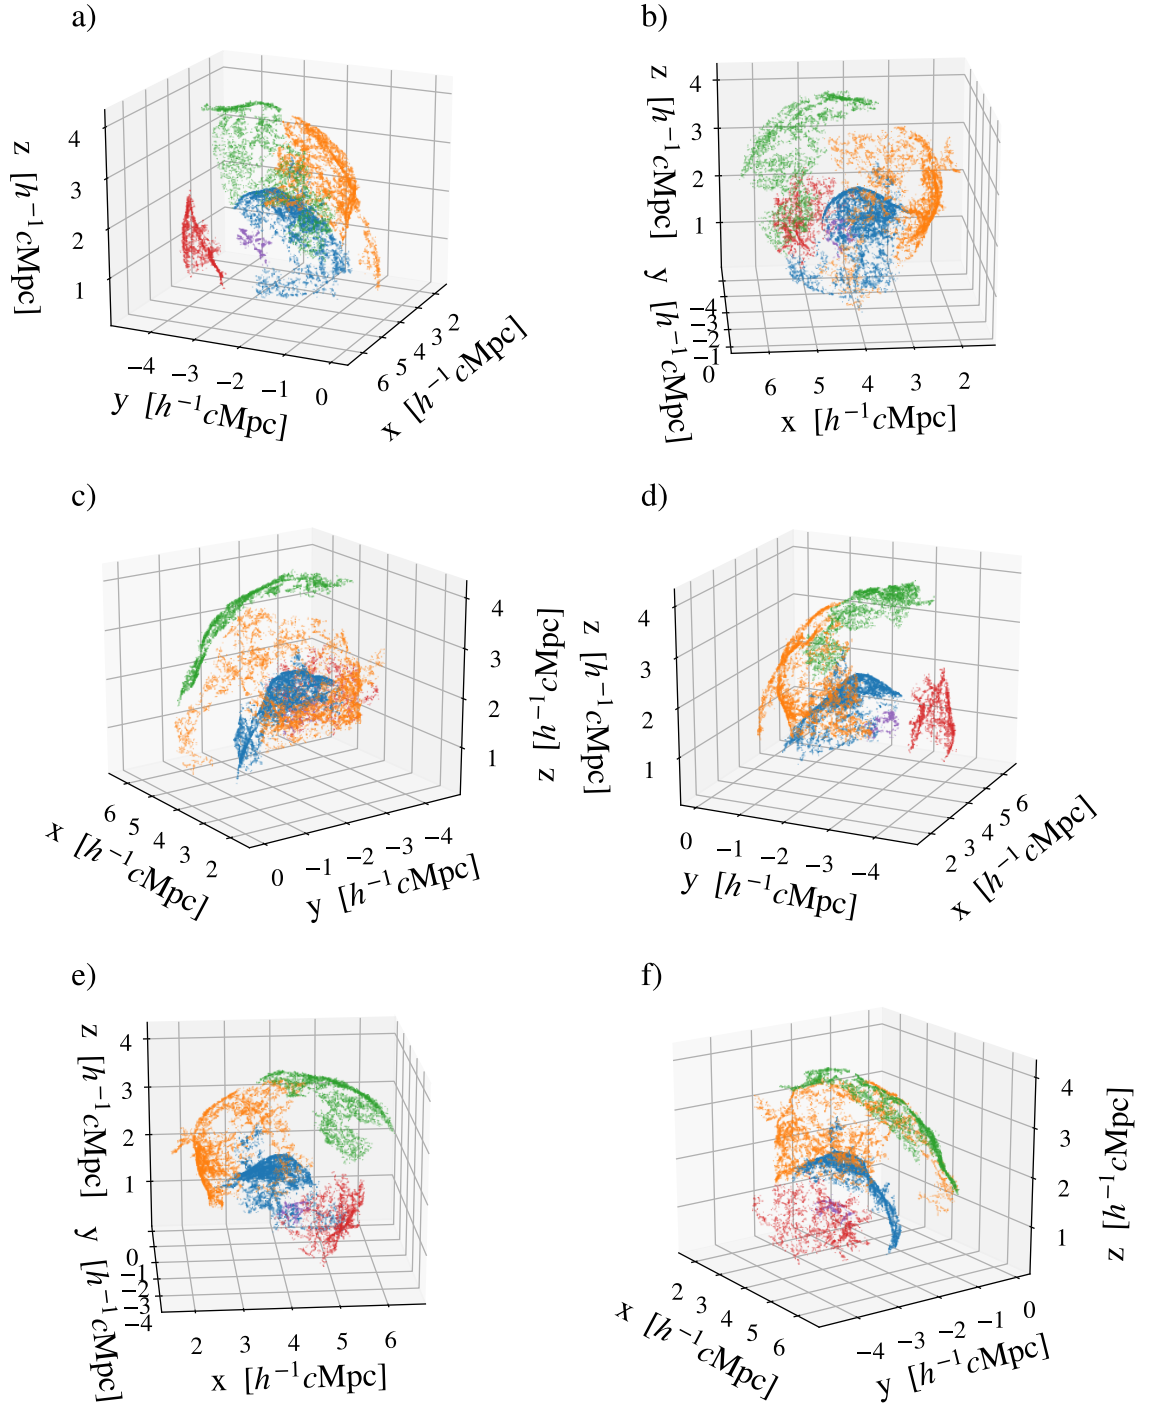 a)
z [h⁻¹cMpc]
4
3
2
1
−4 −3 −2 −1 0
y [h⁻¹cMpc]
6 5 4 3 2
x [h⁻¹cMpc]
b)
z [h⁻¹cMpc]
4
3
2
1
y [h⁻¹cMpc]
−4
−3
−2
−1
0
6 5 4 3 2
x [h⁻¹cMpc]
c)
z [h⁻¹cMpc]
4
3
2
1
6 5 4 3 2
x [h⁻¹cMpc]
0 −1 −2 −3 −4
y [h⁻¹cMpc]
d)
z [h⁻¹cMpc]
4
3
2
1
0 −1 −2 −3 −4
y [h⁻¹cMpc]
2 3 4 5 6
x [h⁻¹cMpc]
e)
z [h⁻¹cMpc]
4
3
2
1
y [h⁻¹cMpc]
0
−1
−2
−3
−4
2 3 4 5 6
x [h⁻¹cMpc]
f)
z [h⁻¹cMpc]
4
3
2
1
2 3 4 5 6
x [h⁻¹cMpc]
−4 −3 −2 −1 0
y [h⁻¹cMpc]